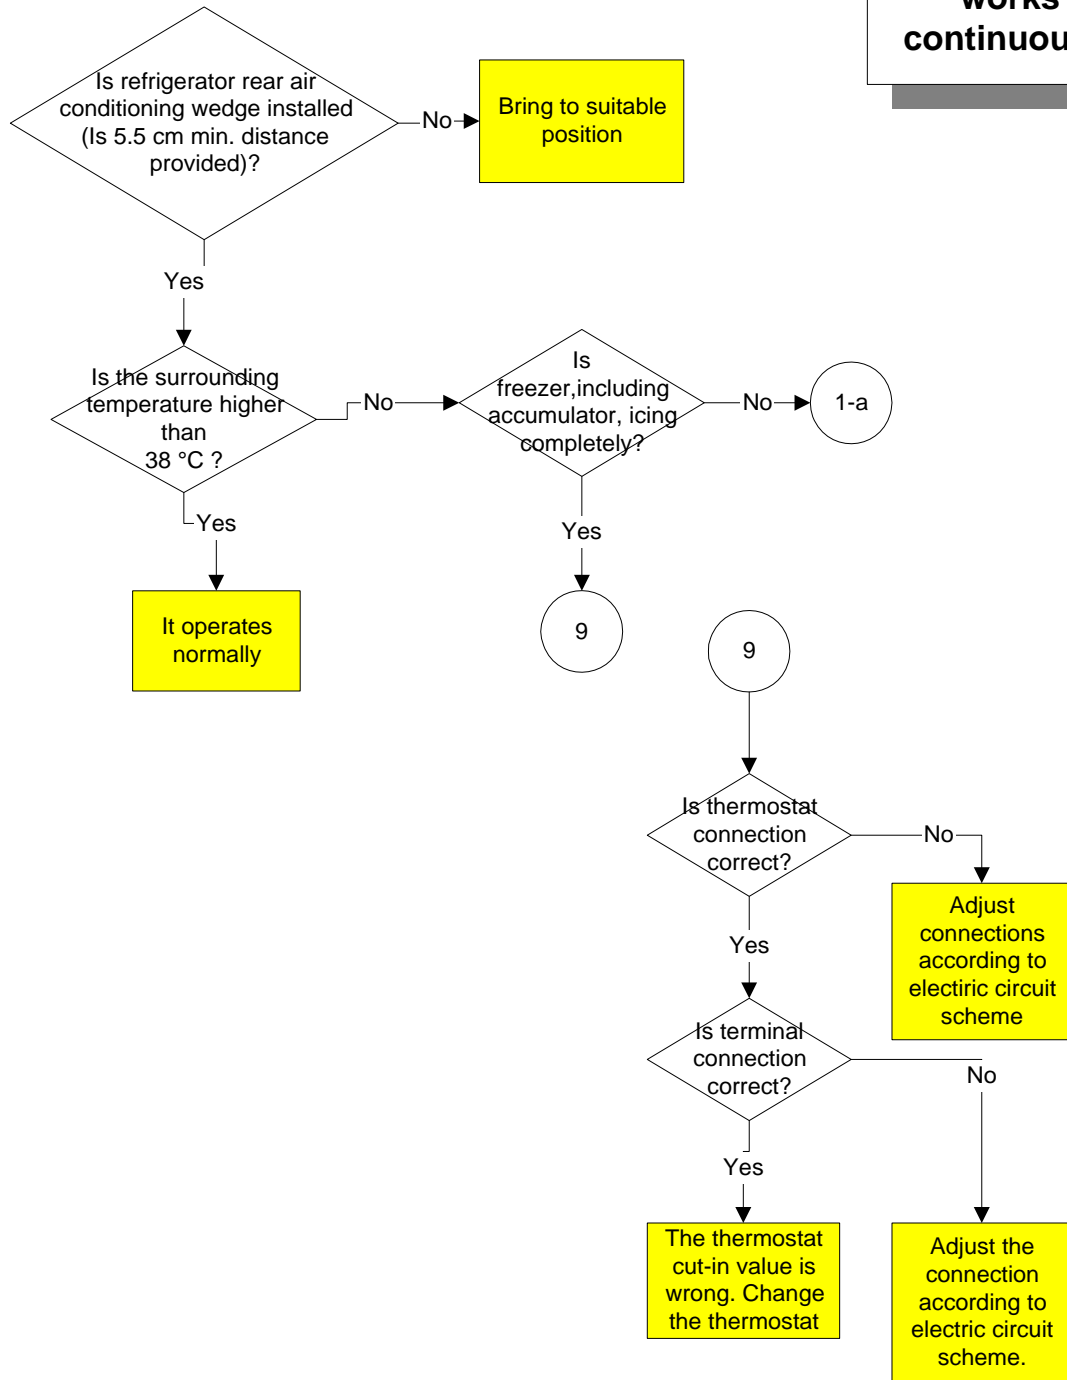 works
continuou
Is refrigerator rear air
conditioning wedge installed
(Is 5.5 cm min. distance
provided)?
No
Bring to suitable
position
Yes
Is the surrounding
temperature higher
than
38 °C ?
No
Is
freezer,including
accumulator, icing
completely?
No
1-a
Yes
It operates
normally
Yes
9
9
Is thermostat
connection
correct?
No
Adjust
connections
according to
electiric circuit
scheme
Yes
Is terminal
connection
correct?
No
Yes
The thermostat
cut-in value is
wrong. Change
the thermostat
Adjust the
connection
according to
electric circuit
scheme.